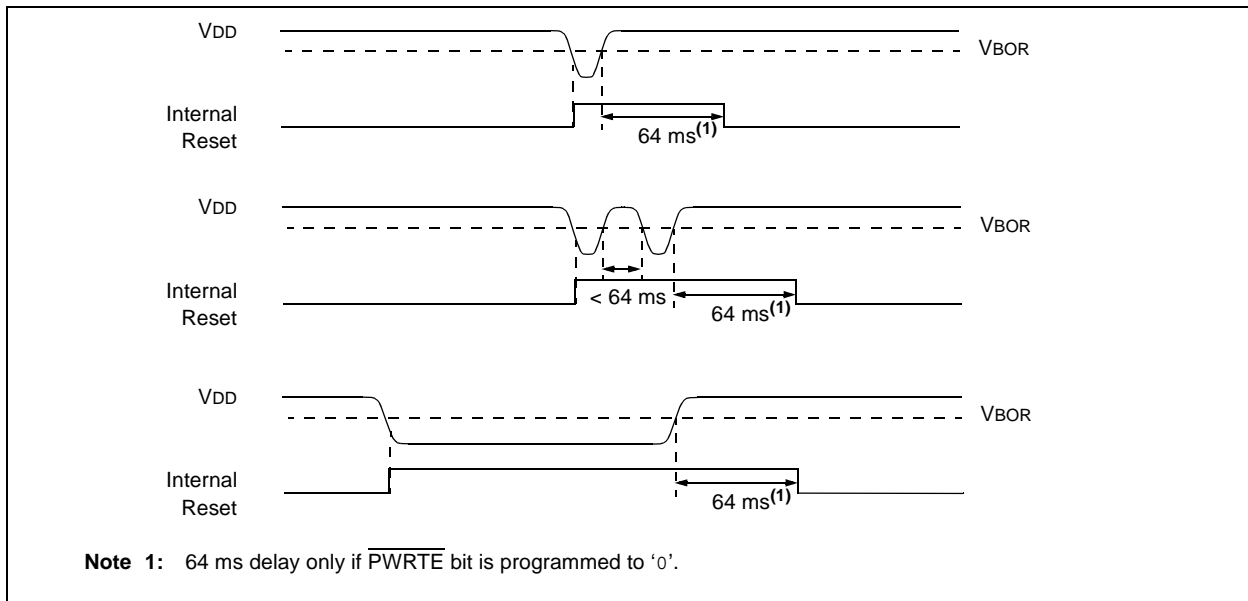 VDD
VBOR
Internal
Reset
64 ms(1)
VDD
VBOR
Internal
Reset
< 64 ms
64 ms(1)
VDD
VBOR
Internal
Reset
64 ms(1)
Note 1: 64 ms delay only if PWRTE bit is programmed to ‘0’.